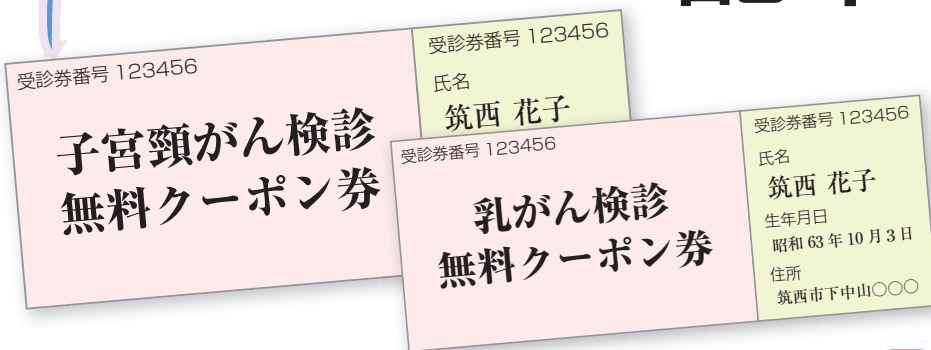 受診券番号 123456
子宮頸がん検診
無料クーポン券
受診券番号 123456
氏名
筑西 花子
受診券番号 123456
乳がん検診
無料クーポン券
受診券番号 123456
氏名
筑西 花子
生年月日
昭和 63 年 10 月 3 日
住所
筑西市下中山○○○